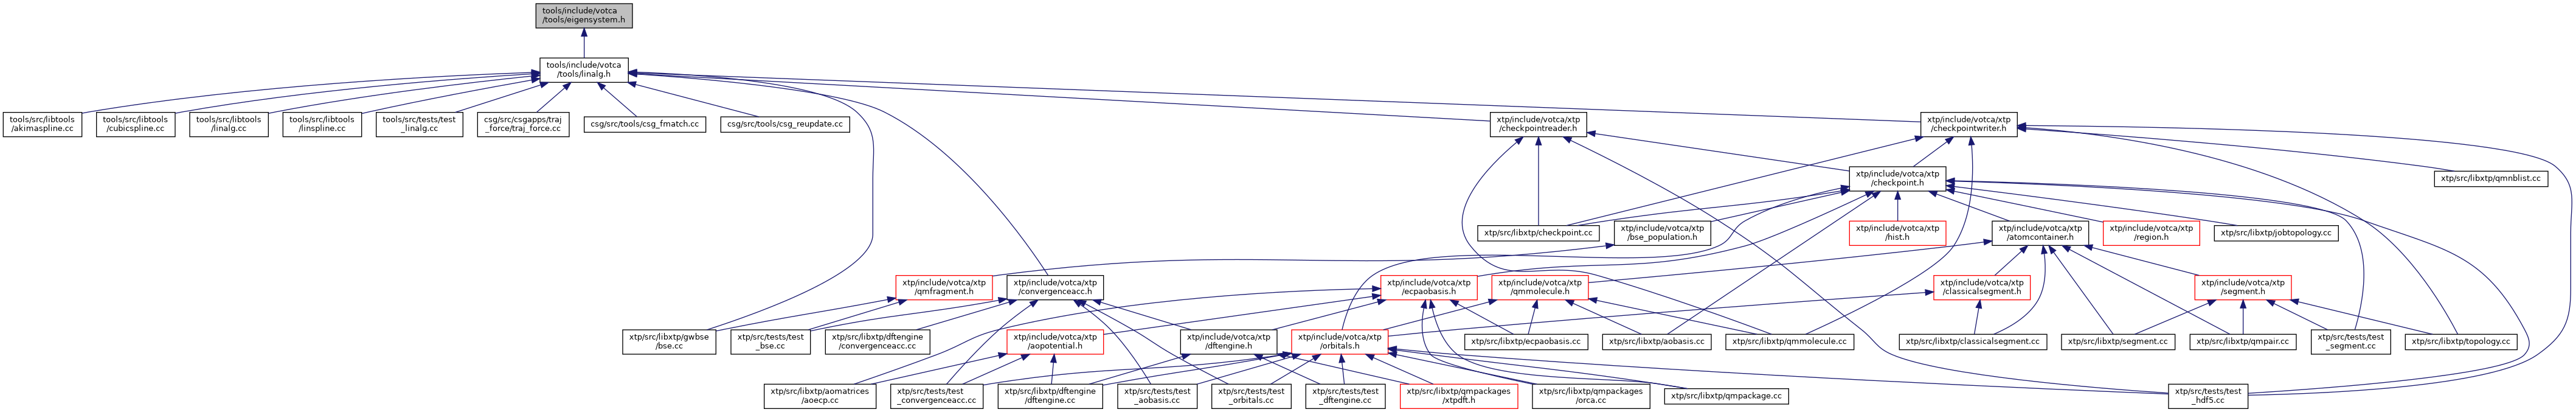 tools/include/votca
/tools/eigensystem.h
tools/include/votca
/tools/linalg.h
tools/src/libtools
/akimaspline.cc
tools/src/libtools
/cubicspline.cc
tools/src/libtools
/linalg.cc
tools/src/libtools
/linspline.cc
tools/src/tests/test
_linalg.cc
csg/src/csgapps/traj
_force/traj_force.cc
csg/src/tools/csg_fmatch.cc
csg/src/tools/csg_reupdate.cc
xtp/include/votca/xtp
/checkpointreader.h
xtp/include/votca/xtp
/checkpointwriter.h
xtp/include/votca/xtp
/checkpoint.h
xtp/src/libxtp/qmnblist.cc
xtp/src/libxtp/checkpoint.cc
xtp/include/votca/xtp
/bse_population.h
xtp/include/votca/xtp
/hist.h
xtp/include/votca/xtp
/atomcontainer.h
xtp/include/votca/xtp
/region.h
xtp/src/libxtp/jobtopology.cc
xtp/include/votca/xtp
/qmfragment.h
xtp/include/votca/xtp
/convergenceacc.h
xtp/include/votca/xtp
/ecpaobasis.h
xtp/include/votca/xtp
/qmmolecule.h
xtp/include/votca/xtp
/classicalsegment.h
xtp/include/votca/xtp
/segment.h
xtp/src/libxtp/gwbse
/bse.cc
xtp/src/tests/test
_bse.cc
xtp/src/libxtp/dftengine
/convergenceacc.cc
xtp/include/votca/xtp
/aopotential.h
xtp/include/votca/xtp
/dftengine.h
xtp/include/votca/xtp
/orbitals.h
xtp/src/libxtp/ecpaobasis.cc
xtp/src/libxtp/aobasis.cc
xtp/src/libxtp/qmmolecule.cc
xtp/src/libxtp/classicalsegment.cc
xtp/src/libxtp/segment.cc
xtp/src/libxtp/qmpair.cc
xtp/src/tests/test
_segment.cc
xtp/src/libxtp/topology.cc
xtp/src/libxtp/aomatrices
/aoecp.cc
xtp/src/tests/test
_convergenceacc.cc
xtp/src/libxtp/dftengine
/dftengine.cc
xtp/src/tests/test
_aobasis.cc
xtp/src/tests/test
_orbitals.cc
xtp/src/tests/test
_dftengine.cc
xtp/src/libxtp/qmpackages
/xtpdft.h
xtp/src/libxtp/qmpackages
/orca.cc
xtp/src/libxtp/qmpackage.cc
xtp/src/tests/test
_hdf5.cc